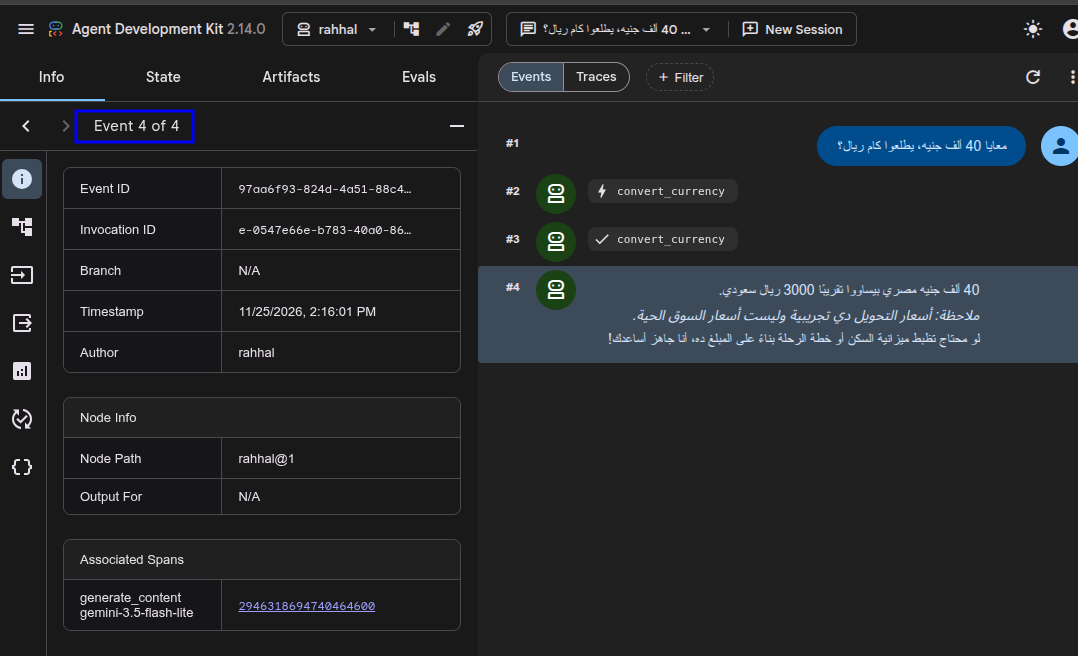 Agent Development Kit 2.14.0
rahhal
... 40 ألف جنيه، يطلعوا كام ريال؟
New Session
Info
State
Artifacts
Evals
Events
Traces
+ Filter
Event 4 of 4
Event ID
97aa6f93-824d-4a51-88c4…
Invocation ID
e-0547e66e-b783-40a0-86…
Branch
N/A
Timestamp
11/25/2026, 2:16:01 PM
Author
rahhal
Node Info
Node Path
rahhal@1
Output For
N/A
Associated Spans
generate_content
gemini-3.5-flash-lite
2946318694740464600
#1
معايا 40 ألف جنيه، يطلعوا كام ريال؟
#2
convert_currency
#3
convert_currency
#4
40 ألف جنيه مصري بيساووا تقريبًا 3000 ريال سعودي.
ملاحظة: أسعار التحويل دي تجريبية وليست أسعار السوق الحية.
لو محتاج تظبط ميزانية السكن أو خطة الرحلة بناءً على المبلغ ده، أنا جاهز أساعدك!